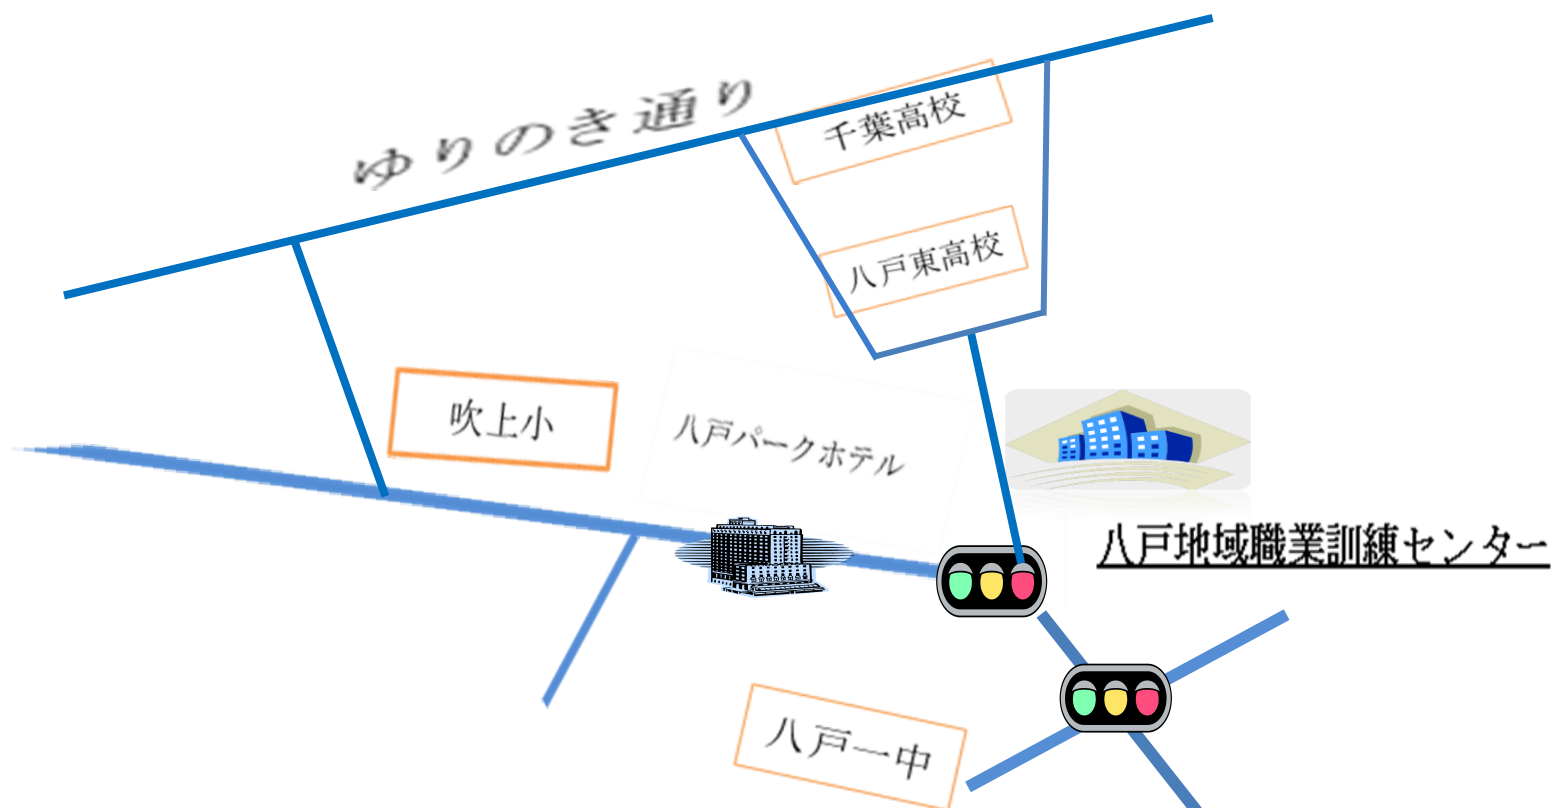 ゆりのき通り
千葉高校
八戸東高校
吹上小
八戸パークホテル
八戸地域職業訓練センター
八戸一中